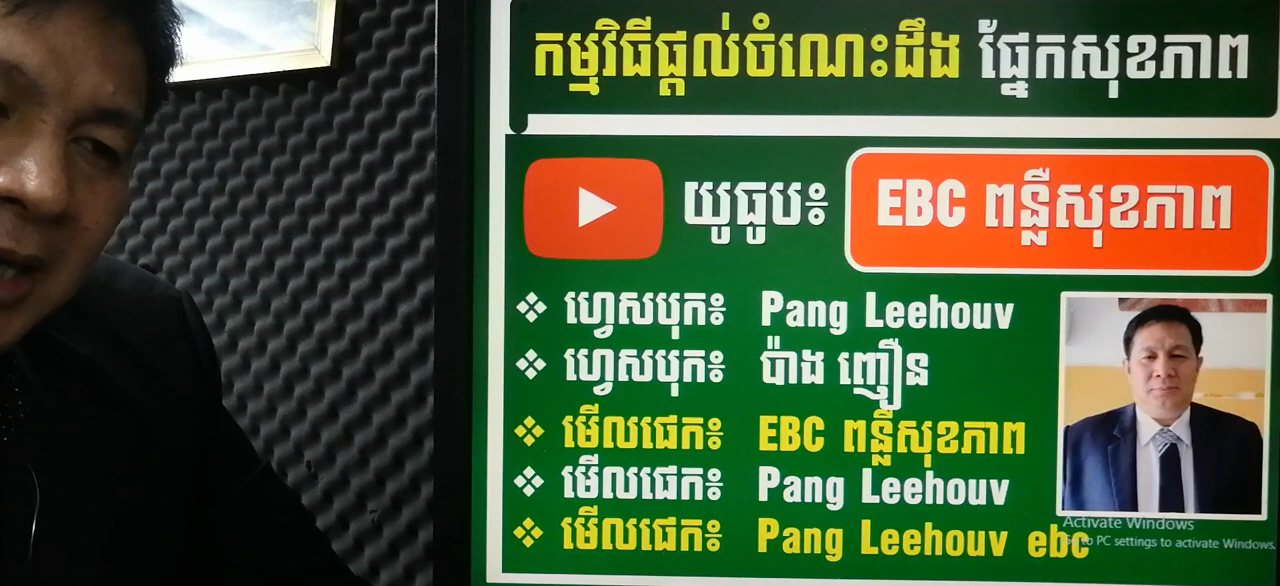 កម្មវិធីផ្តល់ចំណេះដឹង ផ្នែកសុខភាព
យូធូប៖ EBC ពន្លឺសុខភាព
ហ្វេសបុក៖ Pang Leehouv
ហ្វេសបុក៖ ប៉ាង ញឿន
មើលផេក៖ EBC ពន្លឺសុខភាព
មើលផេក៖ Pang Leehouv
មើលផេក៖ Pang Leehouv ebc
Activate Windows
to PC settings to activate Windows.